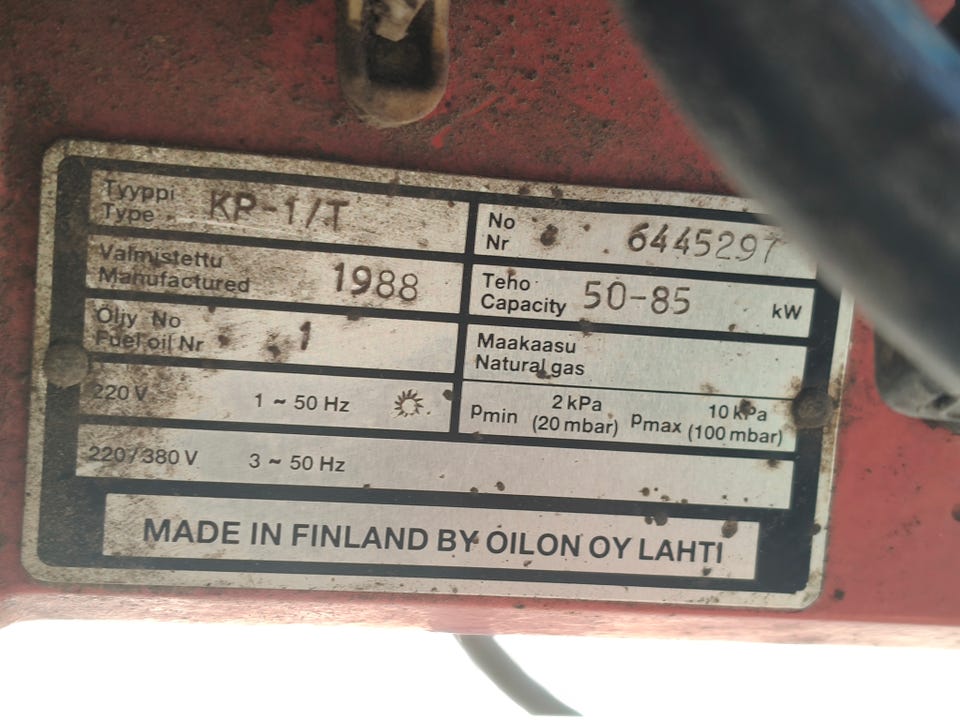 Tyyppi
Type KP-1/T
No
Nr 6445297
Valmistettu
Manufactured 1988
Teho
Capacity 50-85 kW
Öljy No
Fuel oil Nr 1
Maakaasu
Natural gas
220 V 1 ~ 50 Hz
pmin 2 kPa (20 mbar) pmax 10 kPa (100 mbar)
220/380 V 3 ~ 50 Hz
MADE IN FINLAND BY OILON OY LAHTI